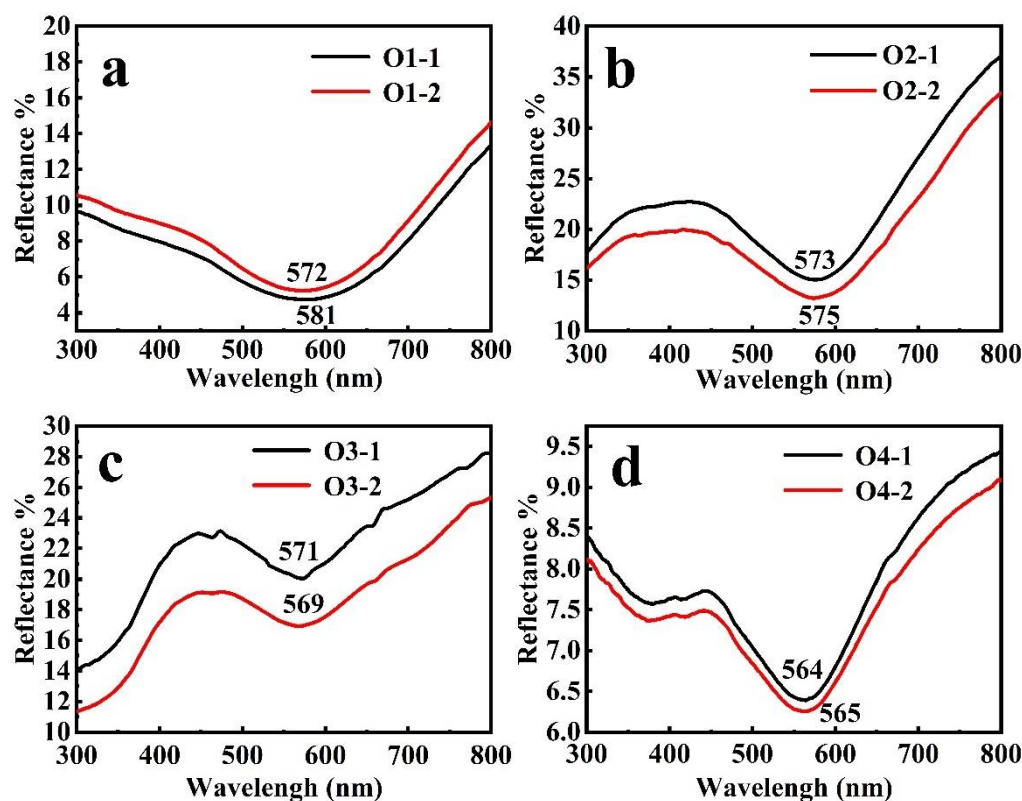 a
O1-1
O1-2
572
581
20
18
16
14
12
10
8
6
4
300 400 500 600 700 800
Reflectance %
Wavelengh (nm)
b
O2-1
O2-2
573
575
40
35
30
25
20
15
10
300 400 500 600 700 800
Reflectance %
Wavelengh (nm)
c
O3-1
O3-2
571
569
30
28
26
24
22
20
18
16
14
12
10
300 400 500 600 700 800
Reflectance %
Wavelengh (nm)
d
O4-1
O4-2
564
565
9.5
9.0
8.5
8.0
7.5
7.0
6.5
6.0
300 400 500 600 700 800
Reflectance %
Wavelengh (nm)